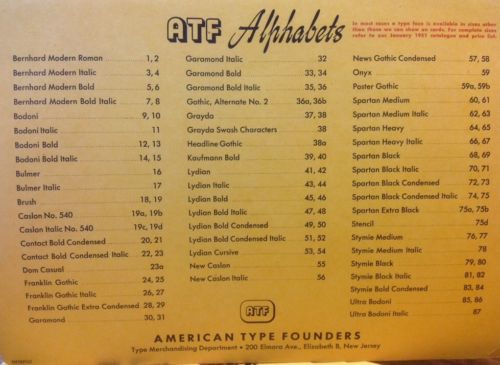 ATF Alphabets
In most cases a type face is available in sizes other
than those we can show on cards. For complete sizes
refer to our January 1951 catalogue and price list.
Bernhard Modern Roman 1, 2
Bernhard Modern Italic 3, 4
Bernhard Modern Bold 5, 6
Bernhard Modern Bold Italic 7, 8
Bodoni 9, 10
Bodoni Italic 11
Bodoni Bold 12, 13
Bodoni Bold Italic 14, 15
Bulmer 16
Bulmer Italic 17
Brush 18, 19
Caslon No. 540 19a, 19b
Caslon Italic No. 540 19c, 19d
Contact Bold Condensed 20, 21
Contact Bold Condensed Italic 22, 23
Dom Casual 23a
Franklin Gothic 24, 25
Franklin Gothic Italic 26, 27
Franklin Gothic Extra Condensed 28, 29
Garamond 30, 31
Garamond Italic 32
Garamond Bold 33, 34
Garamond Bold Italic 35, 36
Gothic, Alternate No. 2 36a, 36b
Grayda 37, 38
Grayda Swash Characters 38
Headline Gothic 38a
Kaufmann Bold 39, 40
Lydian 41, 42
Lydian Italic 43, 44
Lydian Bold 45, 46
Lydian Bold Italic 47, 48
Lydian Bold Condensed 49, 50
Lydian Bold Condensed Italic 51, 52
Lydian Cursive 53, 54
New Caslon 55
New Caslon Italic 56
News Gothic Condensed 57, 58
Onyx 59
Poster Gothic 59a, 59b
Spartan Medium 60, 61
Spartan Medium Italic 62, 63
Spartan Heavy 64, 65
Spartan Heavy Italic 66, 67
Spartan Black 68, 69
Spartan Black Italic 70, 71
Spartan Black Condensed 72, 73
Spartan Black Condensed Italic 74, 75
Spartan Extra Black 75a, 75b
Stencil 75d
Stymie Medium 76, 77
Stymie Medium Italic 78
Stymie Black 79, 80
Stymie Black Italic 81, 82
Stymie Bold Condensed 83, 84
Ultra Bodoni 85, 86
Ultra Bodoni Italic 87
ATF
AMERICAN TYPE FOUNDERS
Type Merchandising Department • 200 Elmora Ave., Elizabeth B, New Jersey